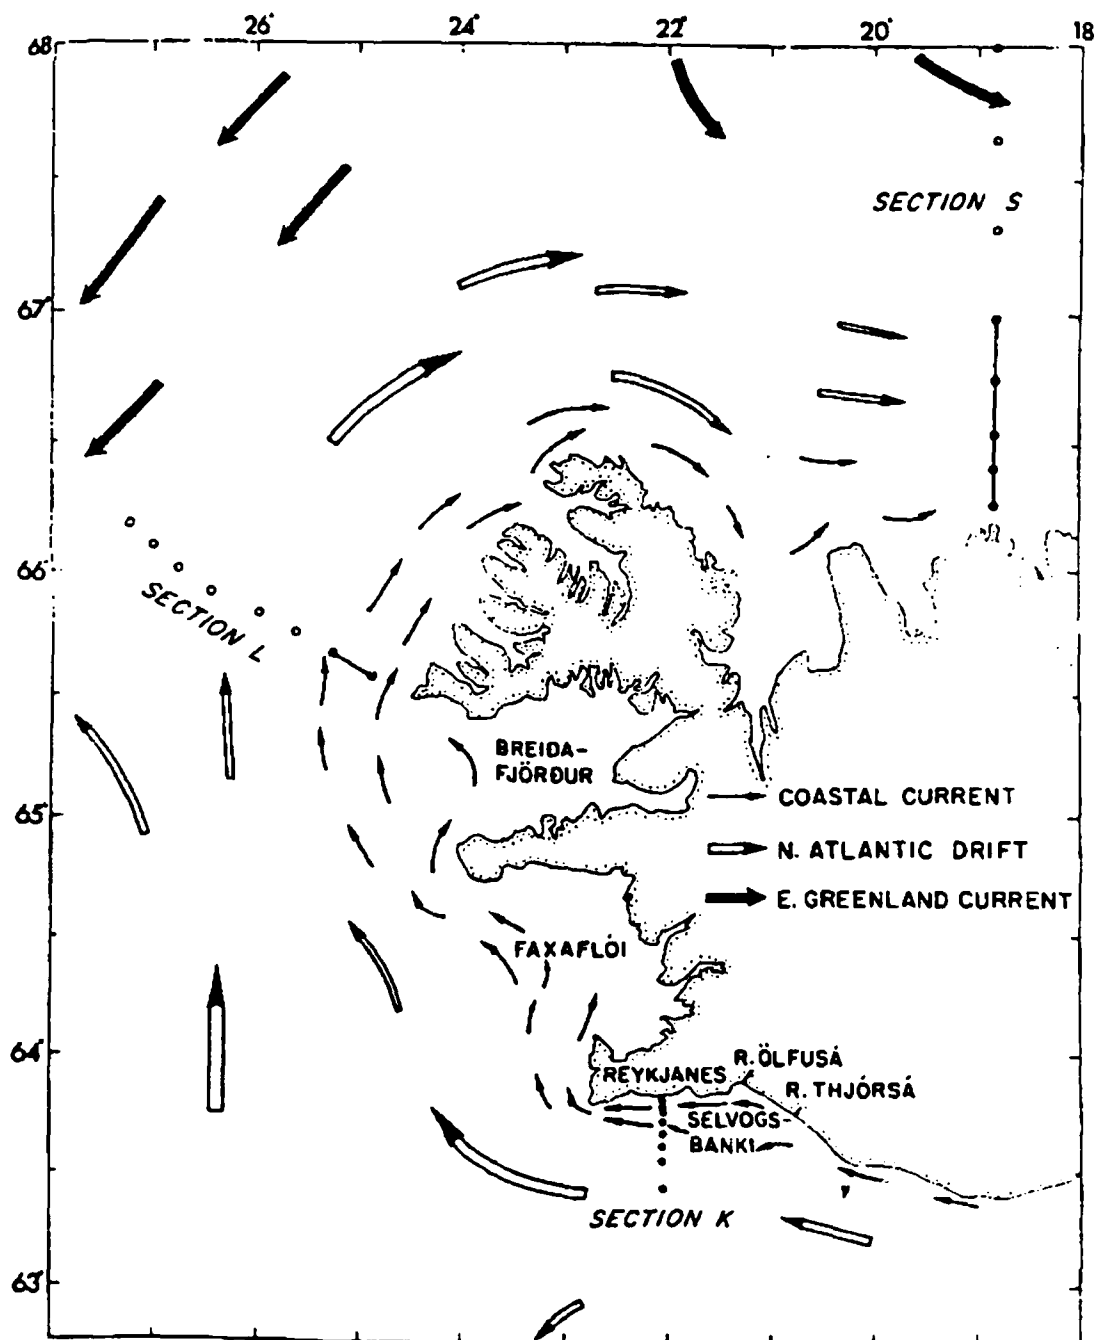 26° 24° 22° 20° 18
68
SECTION S
67°
66°
SECTION L
BREIDA-
FJÖRÐUR
65°
COASTAL CURRENT
N. ATLANTIC DRIFT
E. GREENLAND CURRENT
FAXAFLÓI
64°
R. ÖLFUSÁ
REYKJANES
R. THJÓRSÁ
SELVOGS-
BANKI
SECTION K
63°